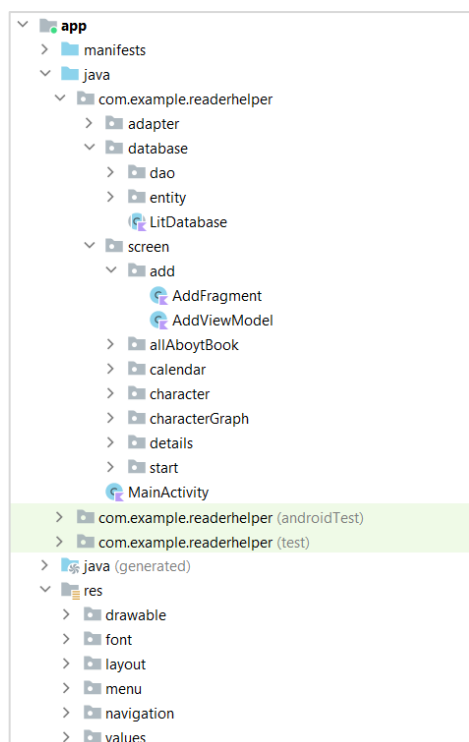 app
manifests
java
com.example.readerhelper
adapter
database
dao
entity
LitDatabase
screen
add
AddFragment
AddViewModel
allAboytBook
calendar
character
characterGraph
details
start
MainActivity
com.example.readerhelper (androidTest)
com.example.readerhelper (test)
java (generated)
res
drawable
font
layout
menu
navigation
values